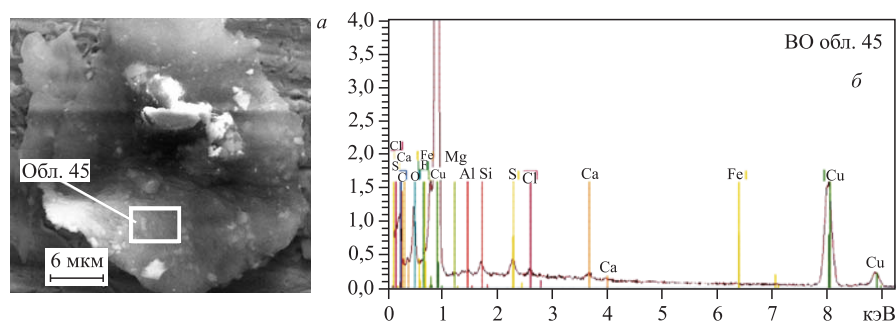 а
Обл. 45
6 мкм
4,0
3,5
3,0
2,5
2,0
1,5
1,0
0,5
0,0
ВО обл. 45
б
Cl
S Ca
C O
Fe
Cu
Mg
Al Si
S
Cl
Ca
Ca
Fe
Cu
Cu
0 1 2 3 4 5 6 7 8 кэВ